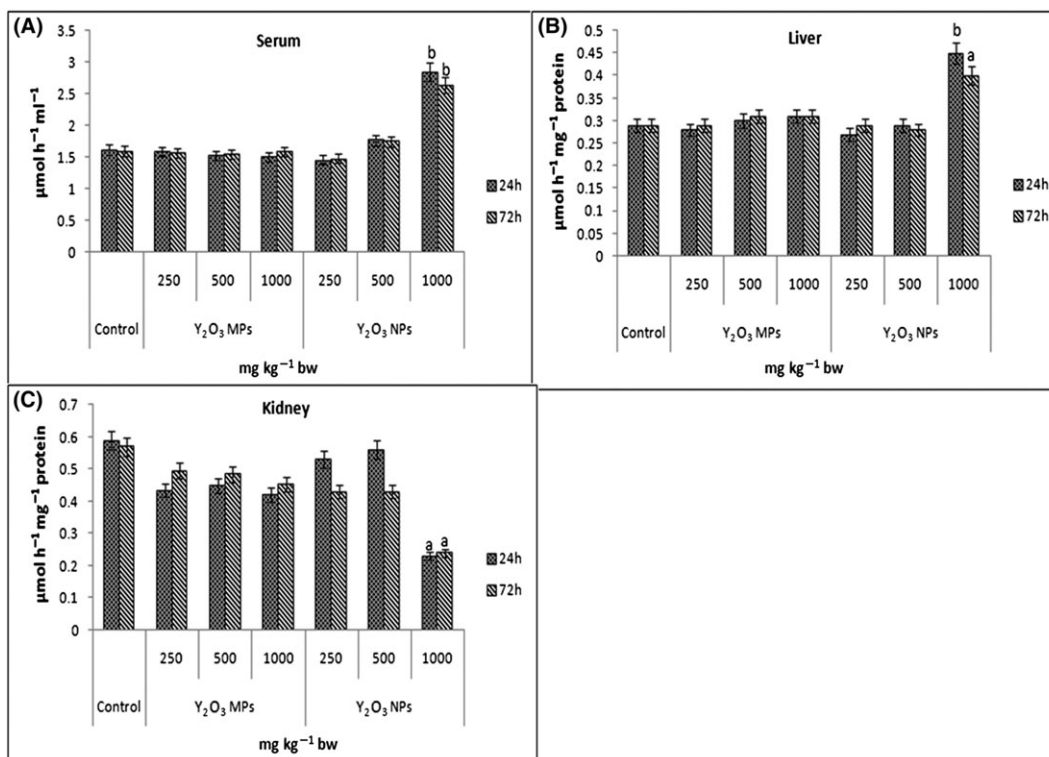 (A)
Serum
3.5
3
2.5
2
1.5
1
0.5
0
µmol h⁻¹ ml⁻¹
b b
24h
72h
250 500 1000 250 500 1000
Control Y₂O₃ MPs Y₂O₃ NPs
mg kg⁻¹ bw
(B)
Liver
0.5
0.45
0.4
0.35
0.3
0.25
0.2
0.15
0.1
0.05
0
µmol h⁻¹ mg⁻¹ protein
b a
24h
72h
250 500 1000 250 500 1000
Control Y₂O₃ MPs Y₂O₃ NPs
mg kg⁻¹ bw
(C)
Kidney
0.7
0.6
0.5
0.4
0.3
0.2
0.1
0
µmol h⁻¹ mg⁻¹ protein
a a
24h
72h
250 500 1000 250 500 1000
Control Y₂O₃ MPs Y₂O₃ NPs
mg kg⁻¹ bw